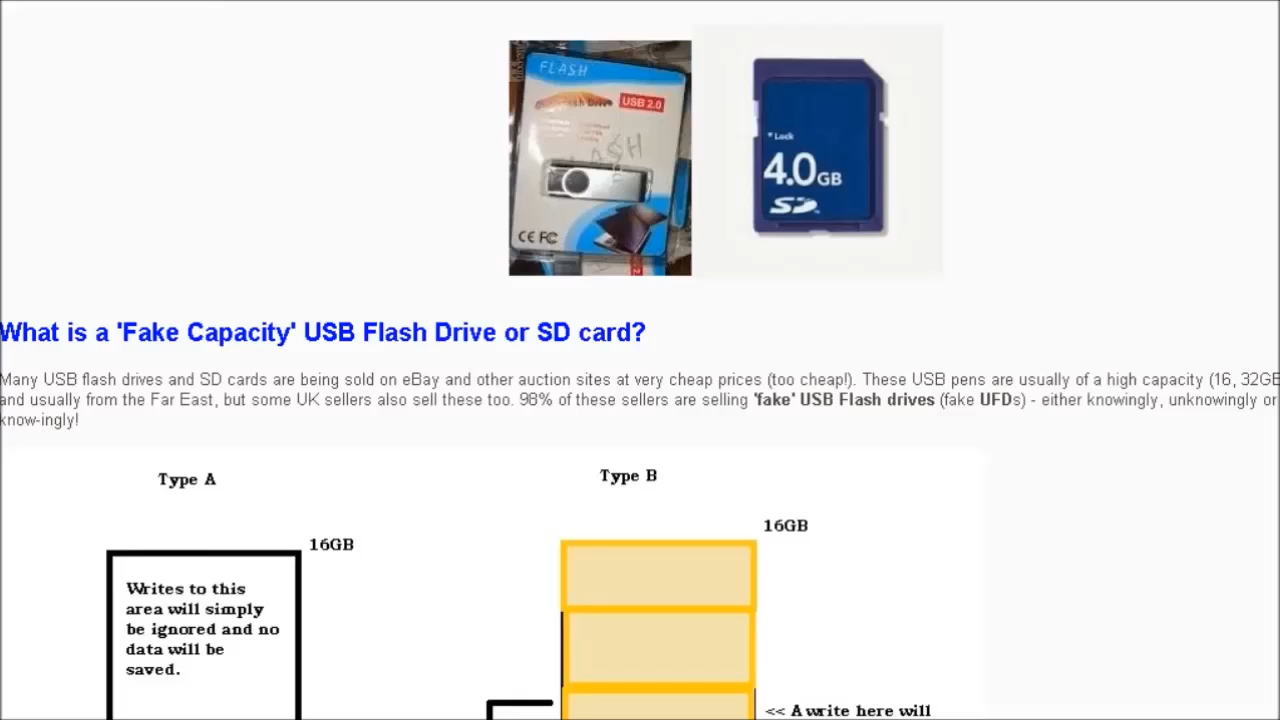 FLASH
USB 2.0
CE FC
Lock
4.0GB
SD
What is a 'Fake Capacity' USB Flash Drive or SD card?
Many USB flash drives and SD cards are being sold on eBay and other auction sites at very cheap prices (too cheap!). These USB pens are usually of a high capacity (16, 32GB
and usually from the Far East, but some UK sellers also sell these too. 98% of these sellers are selling 'fake' USB Flash drives (fake UFDs) - either knowingly, unknowingly or
know-ingly!
Type A
Type B
16GB
16GB
Writes to this
area will simply
be ignored and no
data will be
saved.
<< A write here will